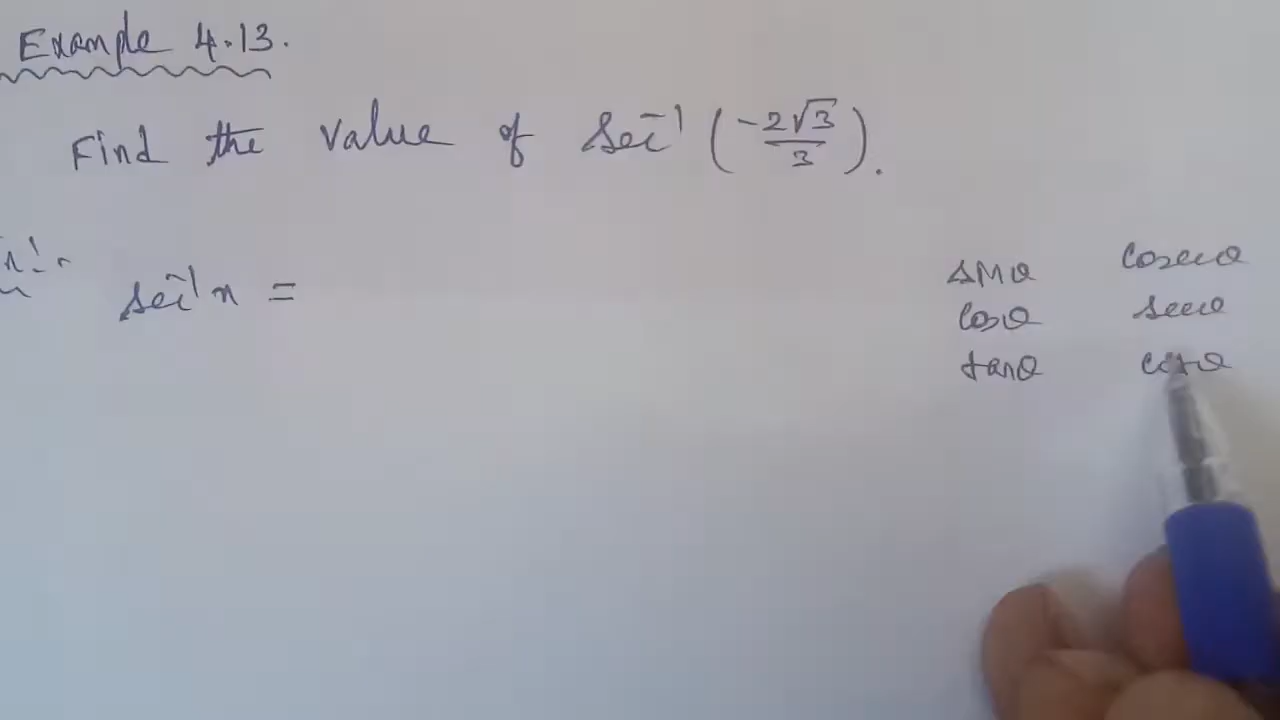 Example 4.13.
Find the value of Sec⁻¹ (-2√3/3).
sec⁻¹x =
sinθ cosecθ
cosθ secθ
tanθ cotθ